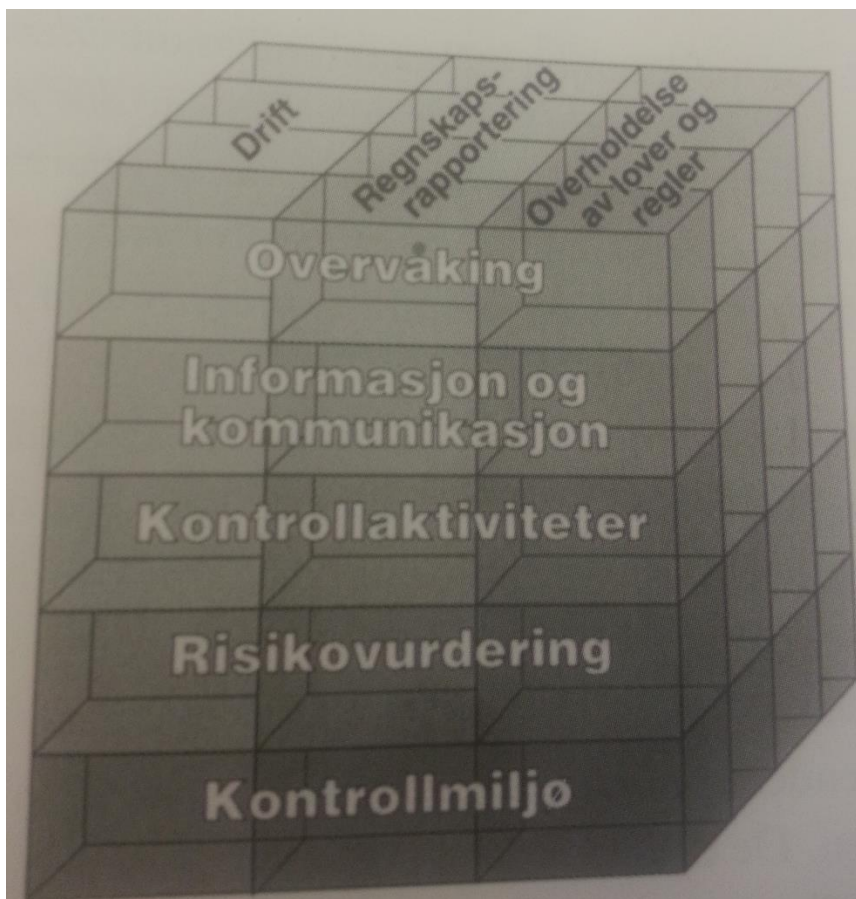 Drift
Regnskaps-
rapportering
Overholdelse
av lover og
regler
Overvåking
Informasjon og
kommunikasjon
Kontrollaktiviteter
Risikovurdering
Kontrollmiljø